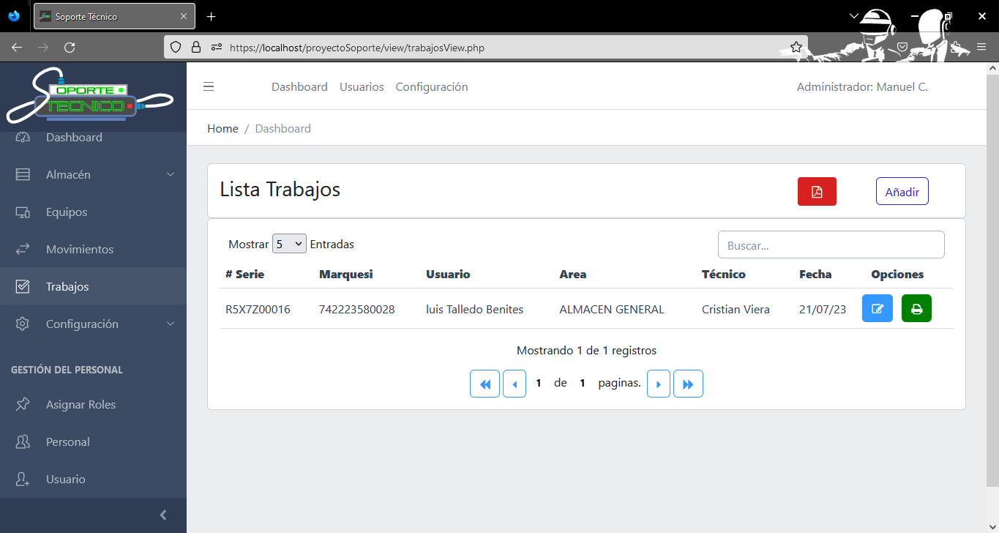 Soporte Técnico
https://localhost/proyectoSoporte/view/trabajosView.php
OPORTE
TECNICO
Dashboard
Almacén
Equipos
Movimientos
Trabajos
Configuración
GESTIÓN DEL PERSONAL
Asignar Roles
Personal
Usuario
Dashboard Usuarios Configuración Administrador: Manuel C.
Home / Dashboard
Lista Trabajos Añadir
Mostrar 5 Entradas Buscar...
# Serie Marquesi Usuario Area Técnico Fecha Opciones
R5X7Z00016 742223580028 luis Talledo Benites ALMACEN GENERAL Cristian Viera 21/07/23
Mostrando 1 de 1 registros
1 de 1 paginas.